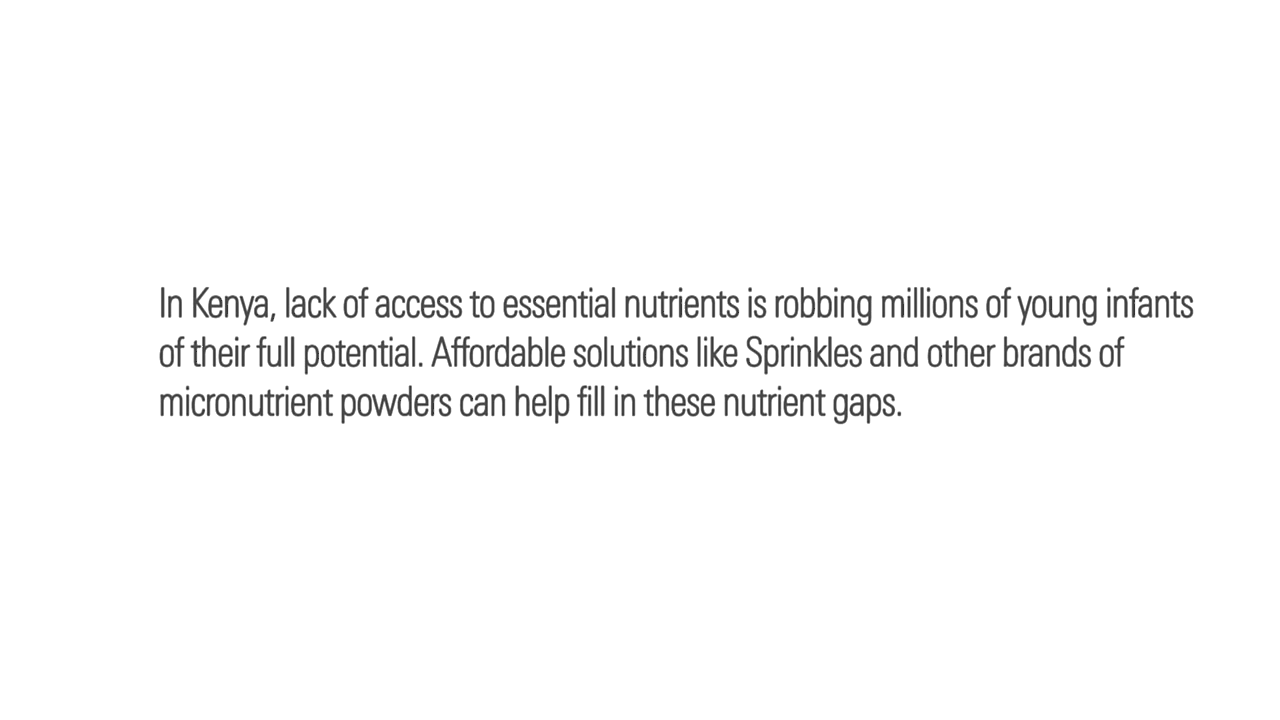 In Kenya, lack of access to essential nutrients is robbing millions of young infants
of their full potential. Affordable solutions like Sprinkles and other brands of
micronutrient powders can help fill in these nutrient gaps.